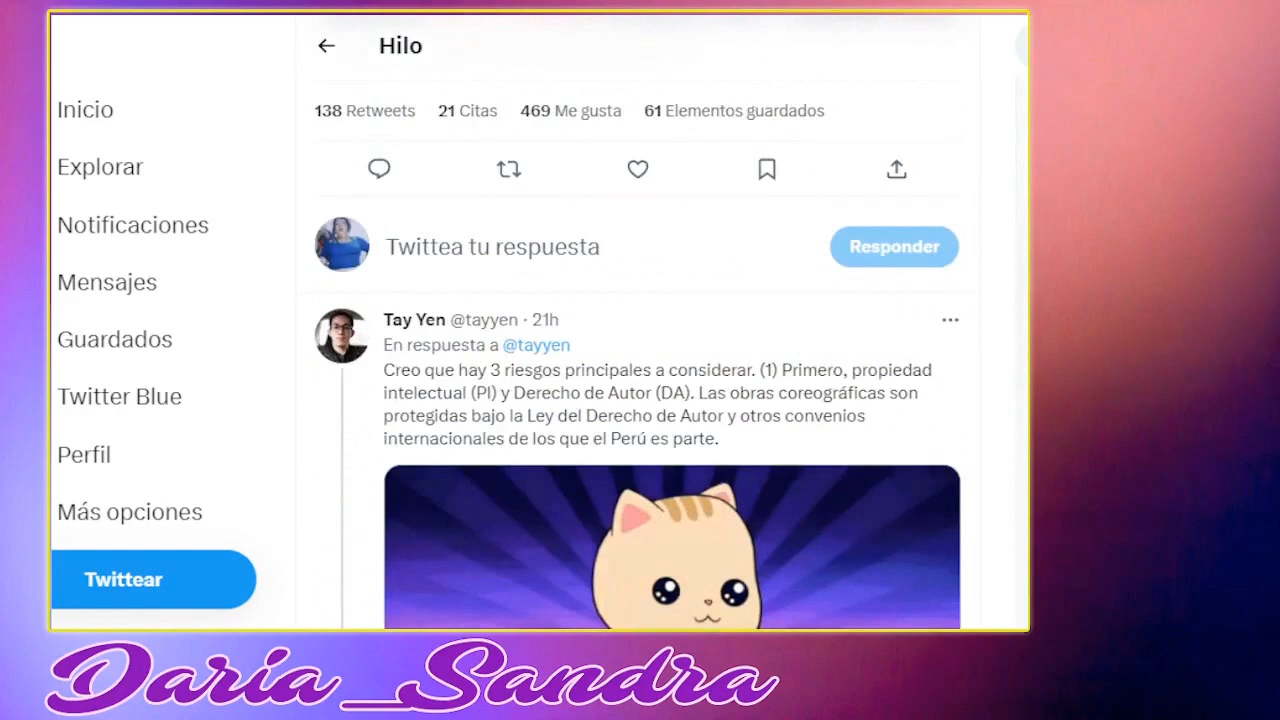 Hilo
138 Retweets 21 Citas 469 Me gusta 61 Elementos guardados
Inicio
Explorar
Notificaciones
Mensajes
Guardados
Twitter Blue
Perfil
Más opciones
Twittear
Twittea tu respuesta
Responder
Tay Yen @tayyen · 21h
En respuesta a @tayyen
Creo que hay 3 riesgos principales a considerar. (1) Primero, propiedad
intelectual (PI) y Derecho de Autor (DA). Las obras coreográficas son
protegidas bajo la Ley del Derecho de Autor y otros convenios
internacionales de los que el Perú es parte.
Daria_Sandra